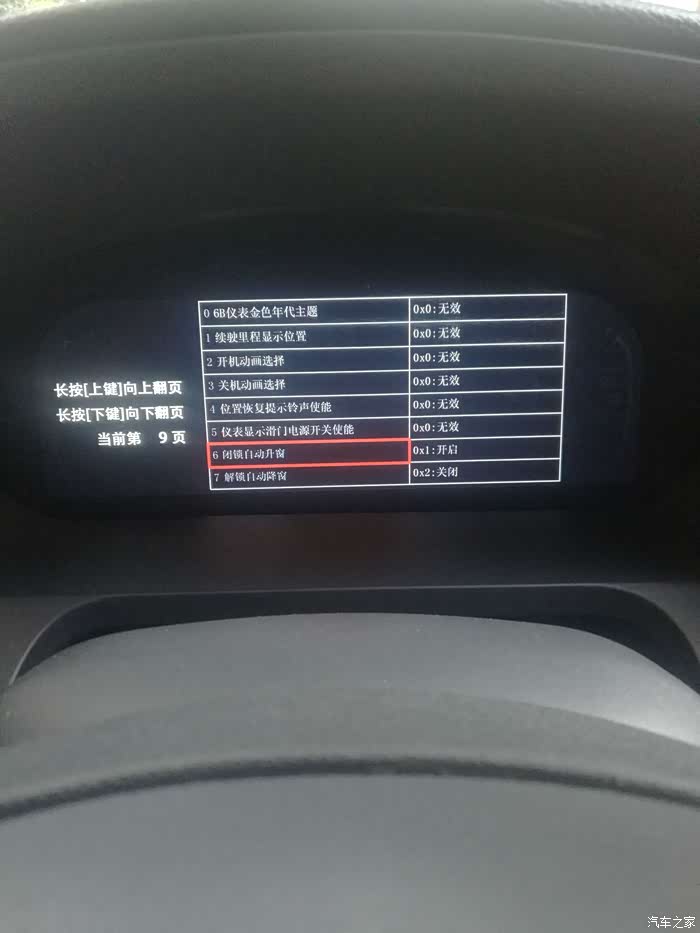 0 6B仪表金色年代主题 0x0:无效
1 续驶里程显示位置 0x0:无效
2 开机动画选择 0x0:无效
3 关机动画选择 0x0:无效
4 位置恢复提示铃声使能 0x0:无效
5 仪表显示滑门电源开关使能 0x0:无效
6 闭锁自动升窗 0x1:开启
7 解锁自动降窗 0x2:关闭
长按[上键]向上翻页
长按[下键]向下翻页
当前第 9 页
汽车之家